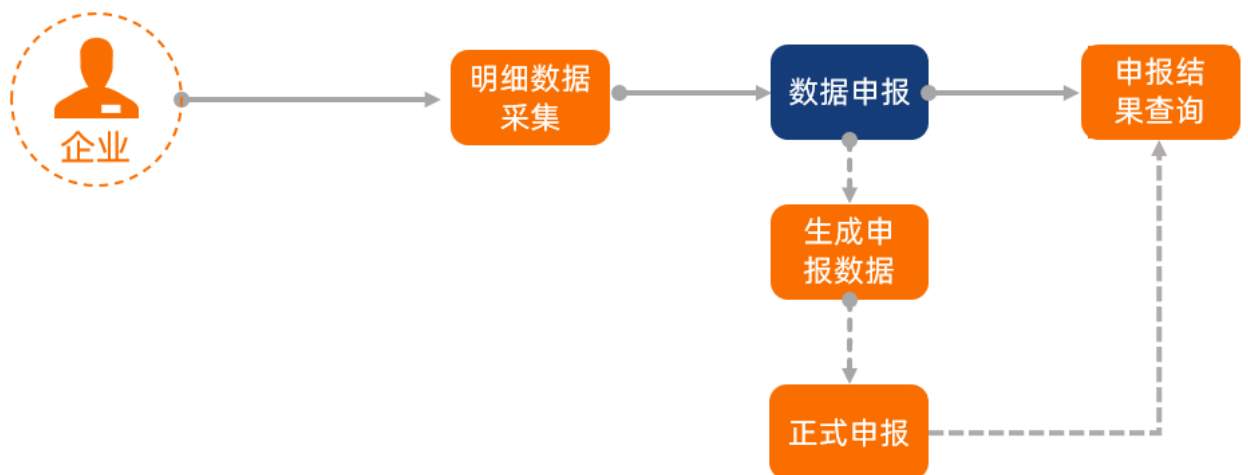 企业
明细数据
采集
数据申报
申报结
果查询
生成申
报数据
正式申报